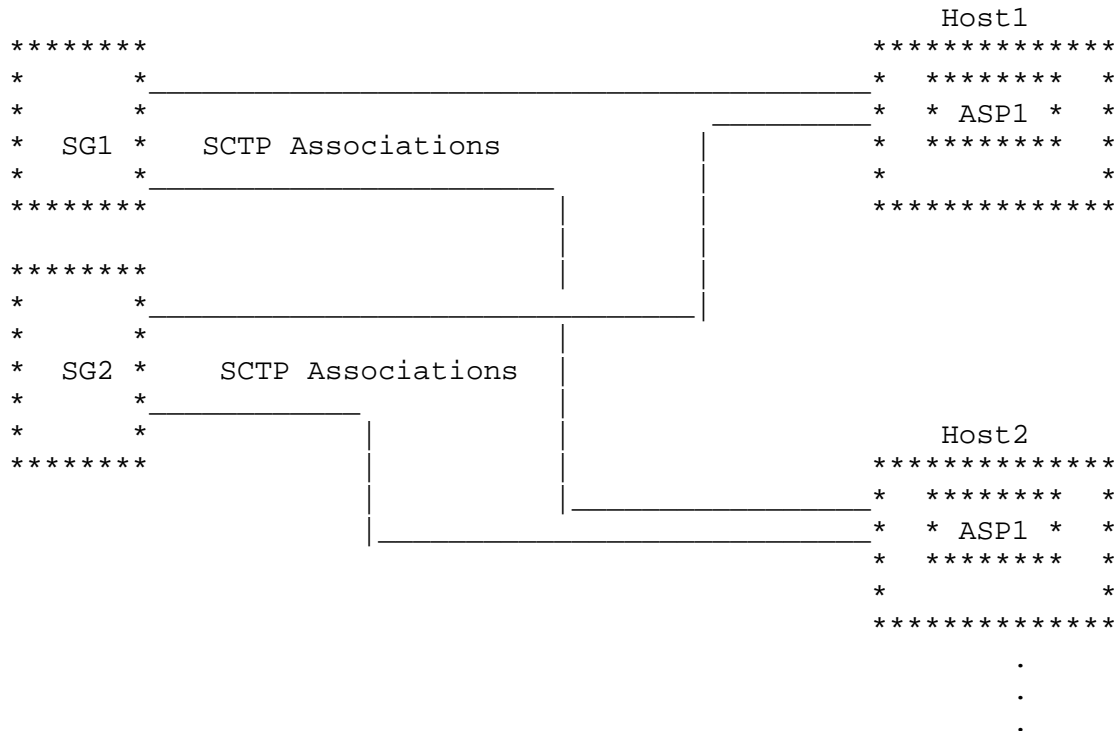 Host1
ASP1
SG1 SCTP Associations
SG2 SCTP Associations
Host2
ASP1